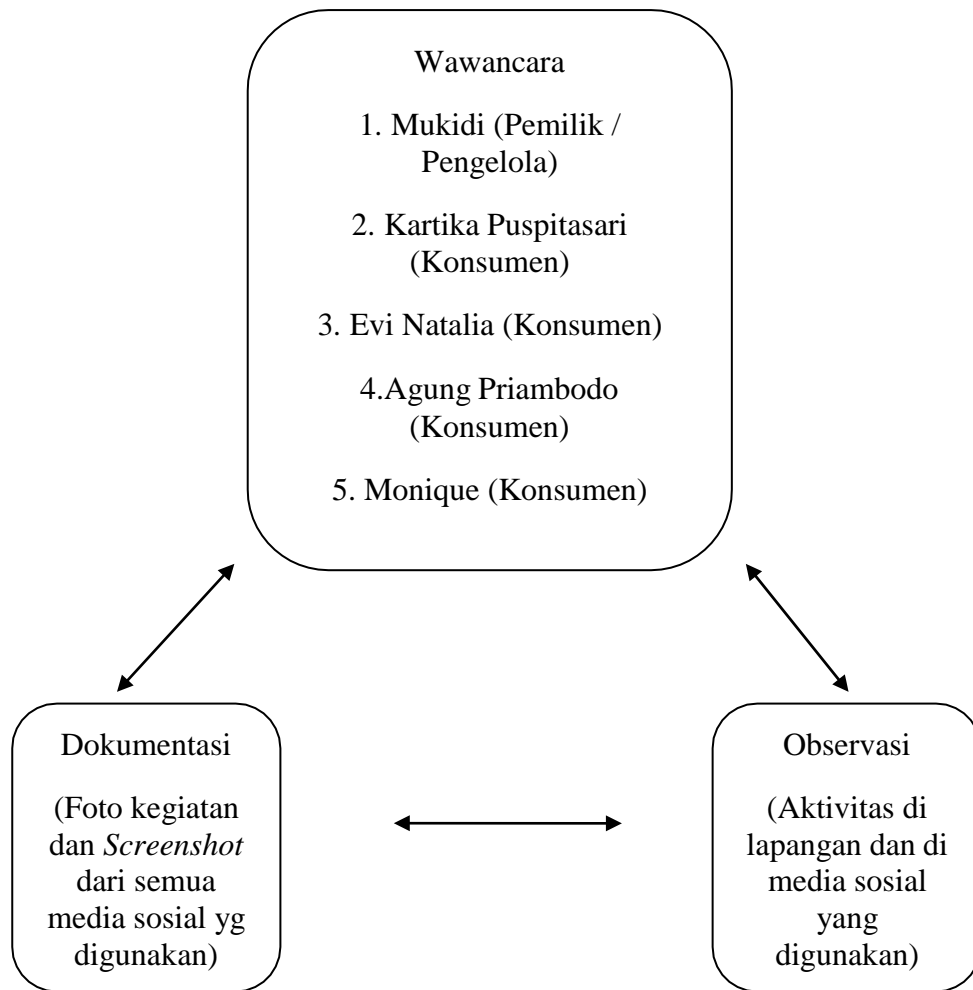 Wawancara
1. Mukidi (Pemilik /
Pengelola)
2. Kartika Puspitasari
(Konsumen)
3. Evi Natalia (Konsumen)
4.Agung Priambodo
(Konsumen)
5. Monique (Konsumen)
Dokumentasi
(Foto kegiatan
dan Screenshot
dari semua
media sosial yg
digunakan)
Observasi
(Aktivitas di
lapangan dan di
media sosial
yang
digunakan)